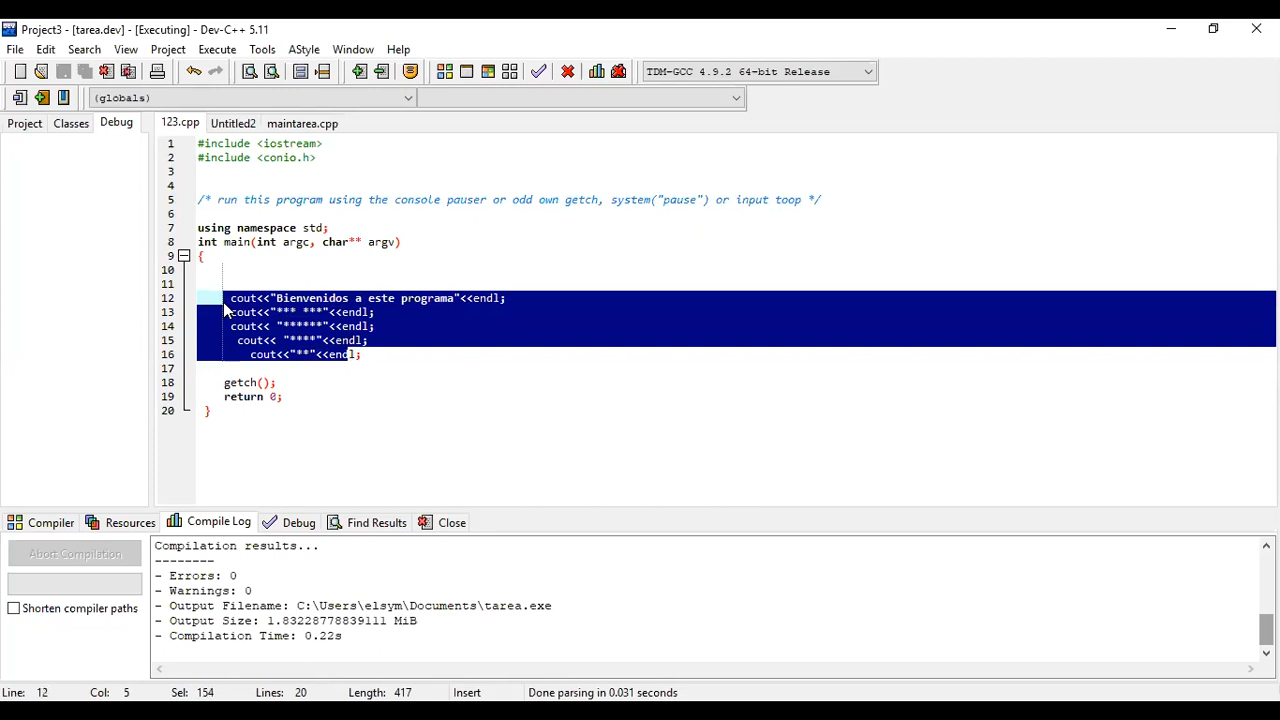 Project3 - [tarea.dev] - [Executing] - Dev-C++ 5.11
File Edit Search View Project Execute Tools AStyle Window Help
TDM-GCC 4.9.2 64-bit Release
(globals)
Project Classes Debug 123.cpp Untitled2 maintarea.cpp
1 #include <iostream>
2 #include <conio.h>
3
4
5 /* run this program using the console pauser or odd own getch, system("pause") or input toop */
6
7 using namespace std;
8 int main(int argc, char** argv)
9 {
10
11
12 cout<<"Bienvenidos a este programa"<<endl;
13 cout<<"*** ***"<<endl;
14 cout<< "******"<<endl;
15 cout<< "****"<<endl;
16 cout<<"**"<<endl;
17
18 getch();
19 return 0;
20 }
Compiler Resources Compile Log Debug Find Results Close
Abort Compilation
Shorten compiler paths
Compilation results...
--------
- Errors: 0
- Warnings: 0
- Output Filename: C:\Users\elsym\Documents\tarea.exe
- Output Size: 1.83228778839111 MiB
- Compilation Time: 0.22s
Line: 12 Col: 5 Sel: 154 Lines: 20 Length: 417 Insert Done parsing in 0.031 seconds